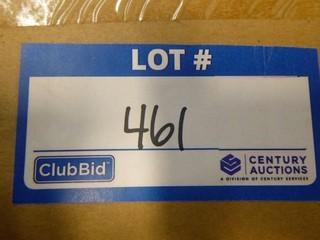 LOT #
461
ClubBid
CENTURY
AUCTIONS
A DIVISION OF CENTURY SERVICES